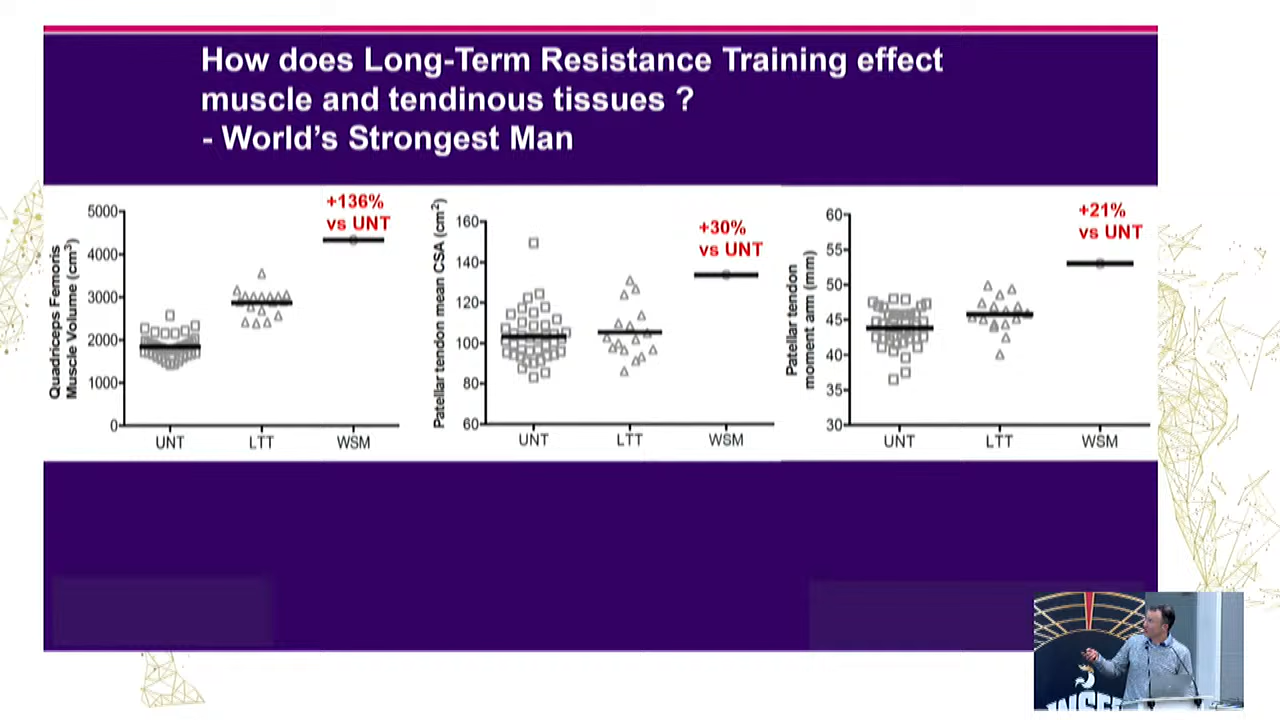 How does Long-Term Resistance Training effect
muscle and tendinous tissues ?
- World's Strongest Man
Quadriceps Femoris
Muscle Volume (cm³)
5000
4000
3000
2000
1000
0
UNT
LTT
WSM
+136%
vs UNT
Patellar tendon mean CSA (cm²)
160
140
120
100
80
60
UNT
LTT
WSM
+30%
vs UNT
Patellar tendon
moment arm (mm)
60
55
50
45
40
35
30
UNT
LTT
WSM
+21%
vs UNT